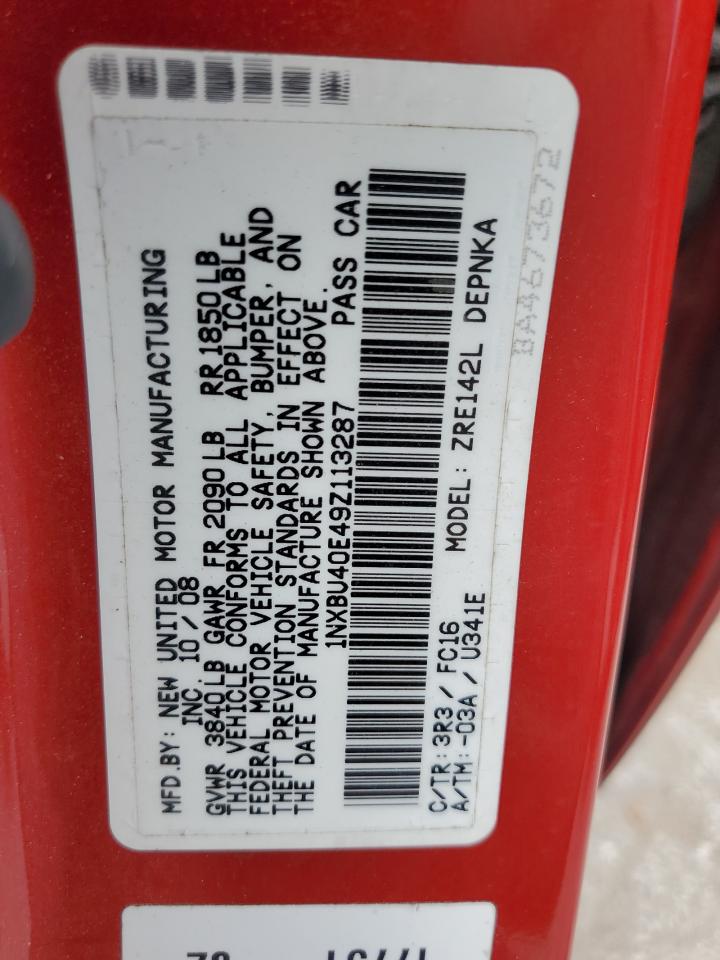 MFD.BY: NEW UNITED MOTOR MANUFACTURING
INC. 10/08
GVWR 3840LB GAWR FR 2090LB RR 1850LB
THIS VEHICLE CONFORMS TO ALL APPLICABLE
FEDERAL MOTOR VEHICLE SAFETY, BUMPER, AND
THEFT PREVENTION STANDARDS IN EFFECT ON
THE DATE OF MANUFACTURE SHOWN ABOVE.
1NXBU40E49Z113287 PASS CAR
C/TR: 3R3 / FC16 MODEL: ZRE142L DEPNKA
A/TM: -03A / U341E
BA4673672